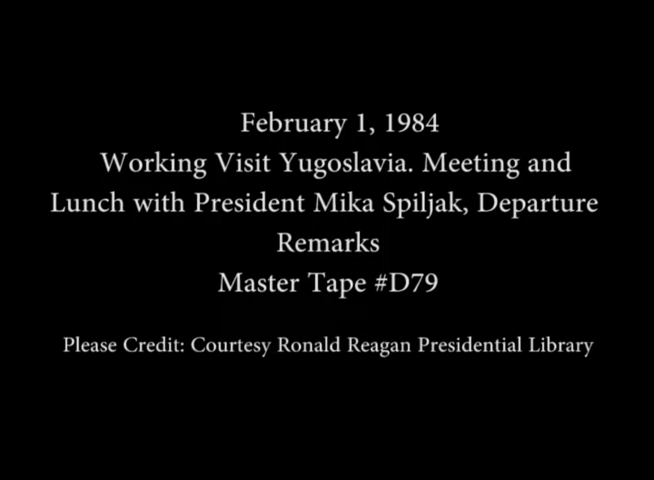 February 1, 1984
Working Visit Yugoslavia. Meeting and
Lunch with President Mika Spiljak, Departure
Remarks
Master Tape #D79
Please Credit: Courtesy Ronald Reagan Presidential Library